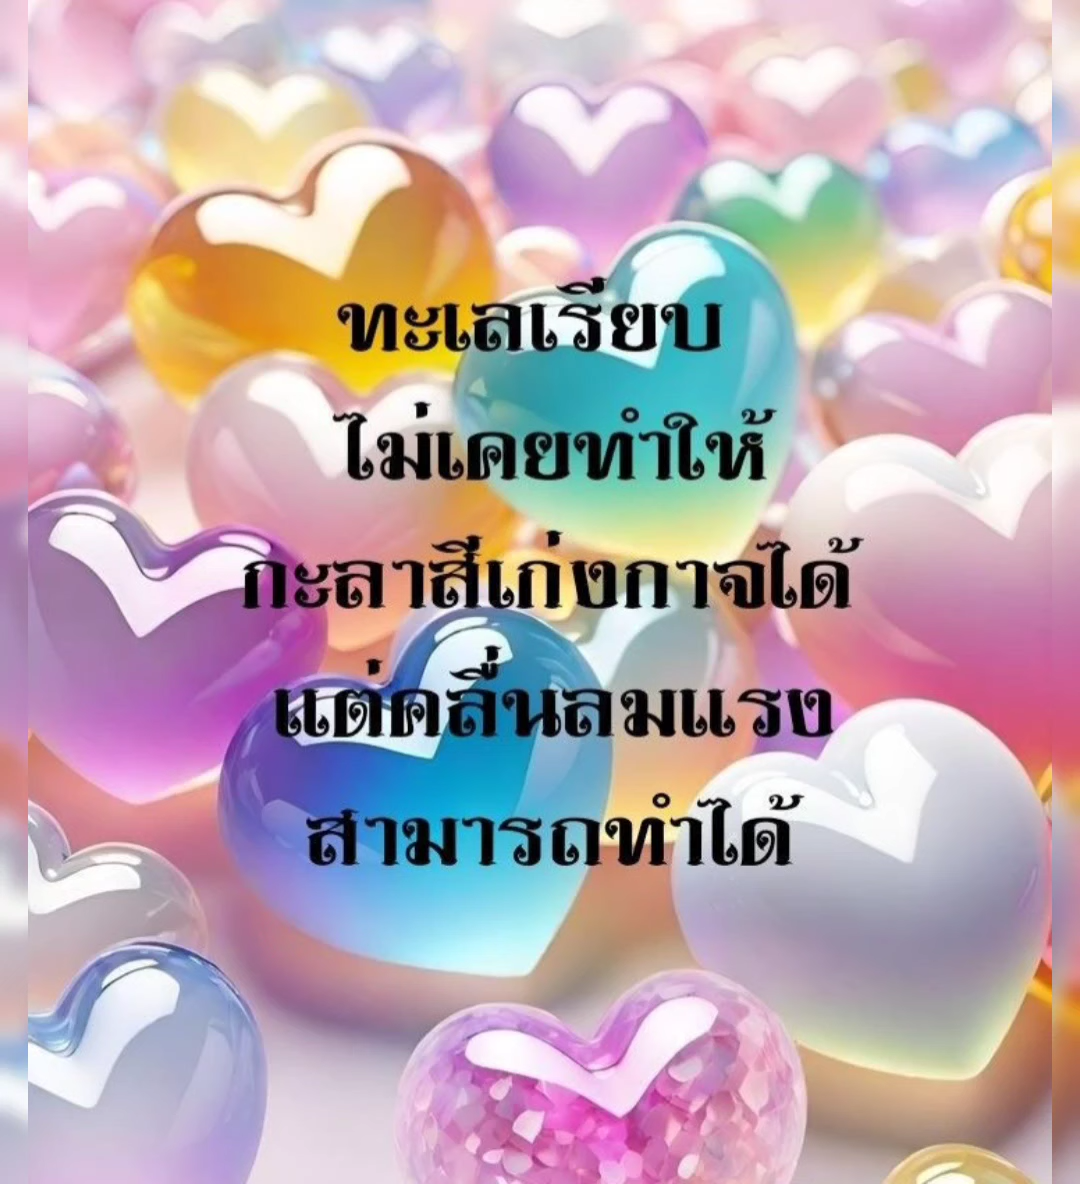 ทะเลเรียบ
ไม่เคยทำให้
กะลาสีเก่งกาจได้
แต่คลื่นลมแรง
สามารถทำได้